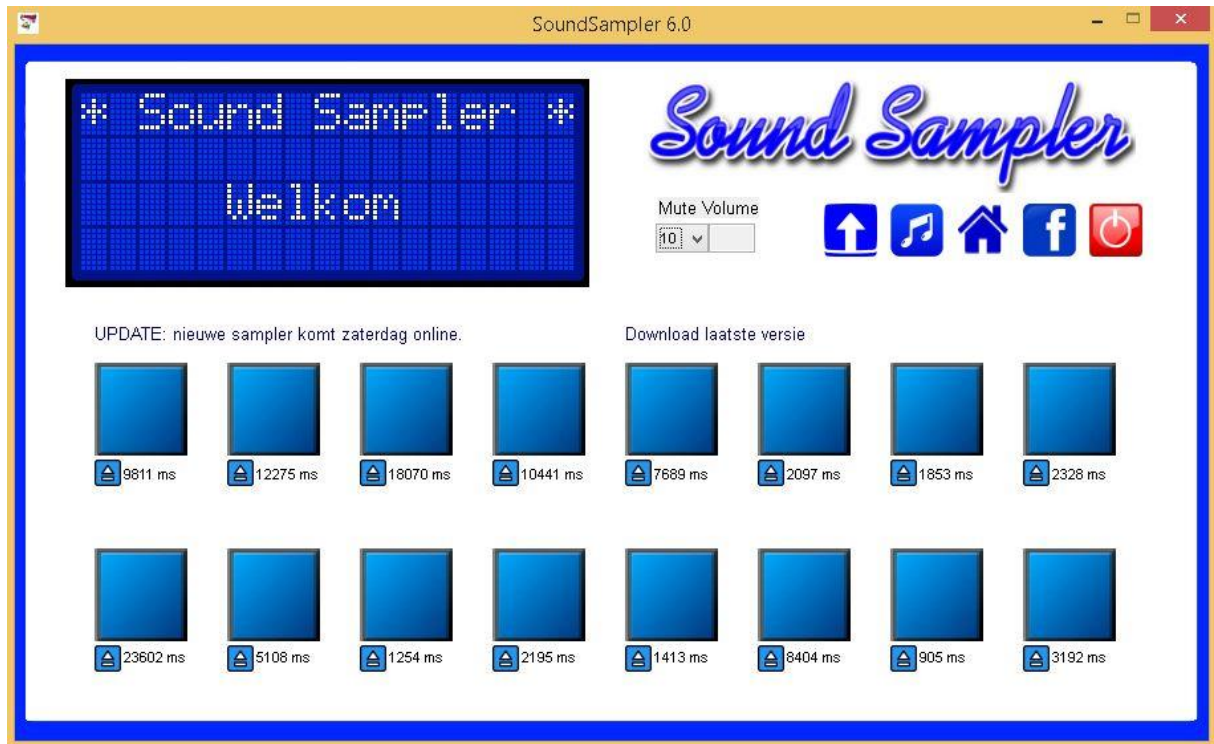 SoundSampler 6.0
* Sound Sampler *
Welkom
Sound Sampler
Mute Volume
10
UPDATE: nieuwe sampler komt zaterdag online.
Download laatste versie
9811 ms
12275 ms
18070 ms
10441 ms
7689 ms
2097 ms
1853 ms
2328 ms
23602 ms
5108 ms
1254 ms
2195 ms
1413 ms
8404 ms
905 ms
3192 ms